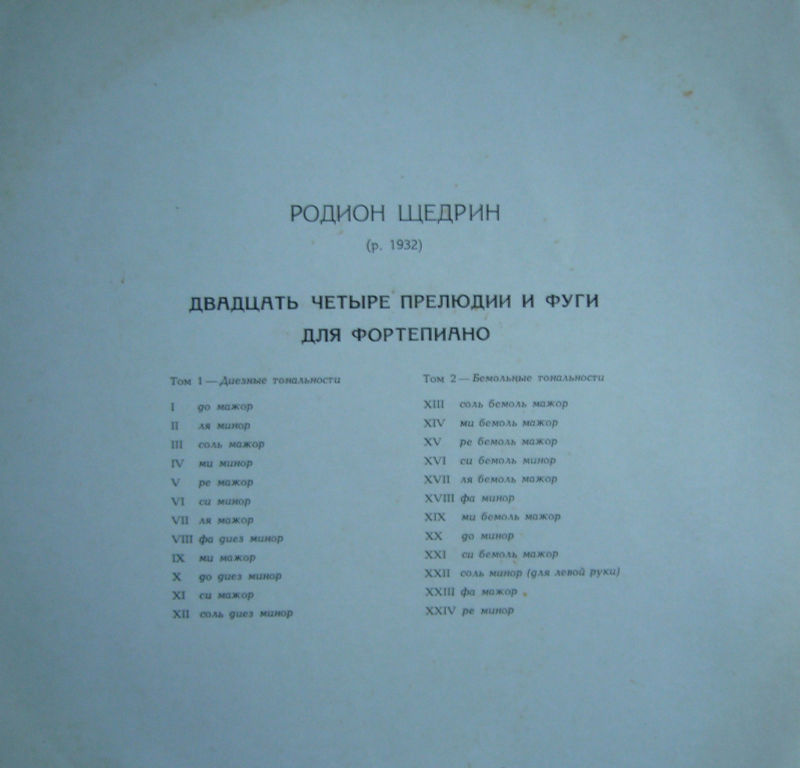 РОДИОН ЩЕДРИН
(р. 1932)
ДВАДЦАТЬ ЧЕТЫРЕ ПРЕЛЮДИИ И ФУГИ
ДЛЯ ФОРТЕПИАНО
Том 1 — Диезные тональности
I до мажор
II ля минор
III соль мажор
IV ми минор
V ре мажор
VI си минор
VII ля мажор
VIII фа диез минор
IX ми мажор
X до диез минор
XI си мажор
XII соль диез минор
Том 2 — Бемольные тональности
XIII соль бемоль мажор
XIV ми бемоль мажор
XV ре бемоль мажор
XVI си бемоль минор
XVII ля бемоль мажор
XVIII фа минор
XIX ми бемоль мажор
XX до минор
XXI си бемоль мажор
XXII соль минор (для левой руки)
XXIII фа мажор
XXIV ре минор